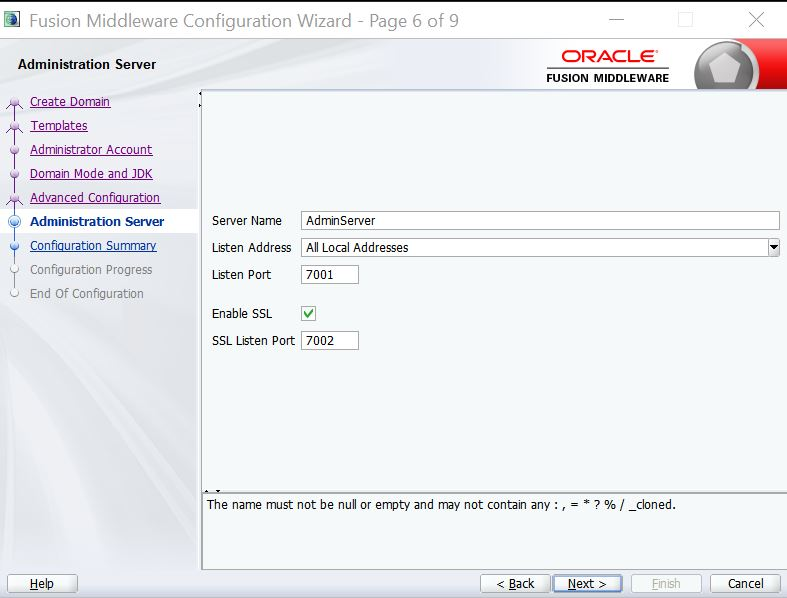 Fusion Middleware Configuration Wizard - Page 6 of 9
Administration Server
ORACLE
FUSION MIDDLEWARE
Create Domain
Templates
Administrator Account
Domain Mode and JDK
Advanced Configuration
Administration Server
Configuration Summary
Configuration Progress
End Of Configuration
Server Name AdminServer
Listen Address All Local Addresses
Listen Port 7001
Enable SSL
SSL Listen Port 7002
The name must not be null or empty and may not contain any : , = * ? % / _cloned.
Help < Back Next > Finish Cancel